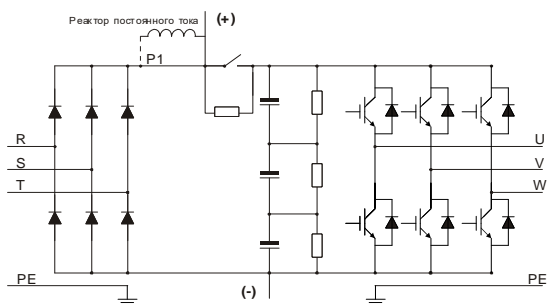 Реактор постоянного тока
(+)
P1
R
S
T
U
V
W
PE
(-)
PE